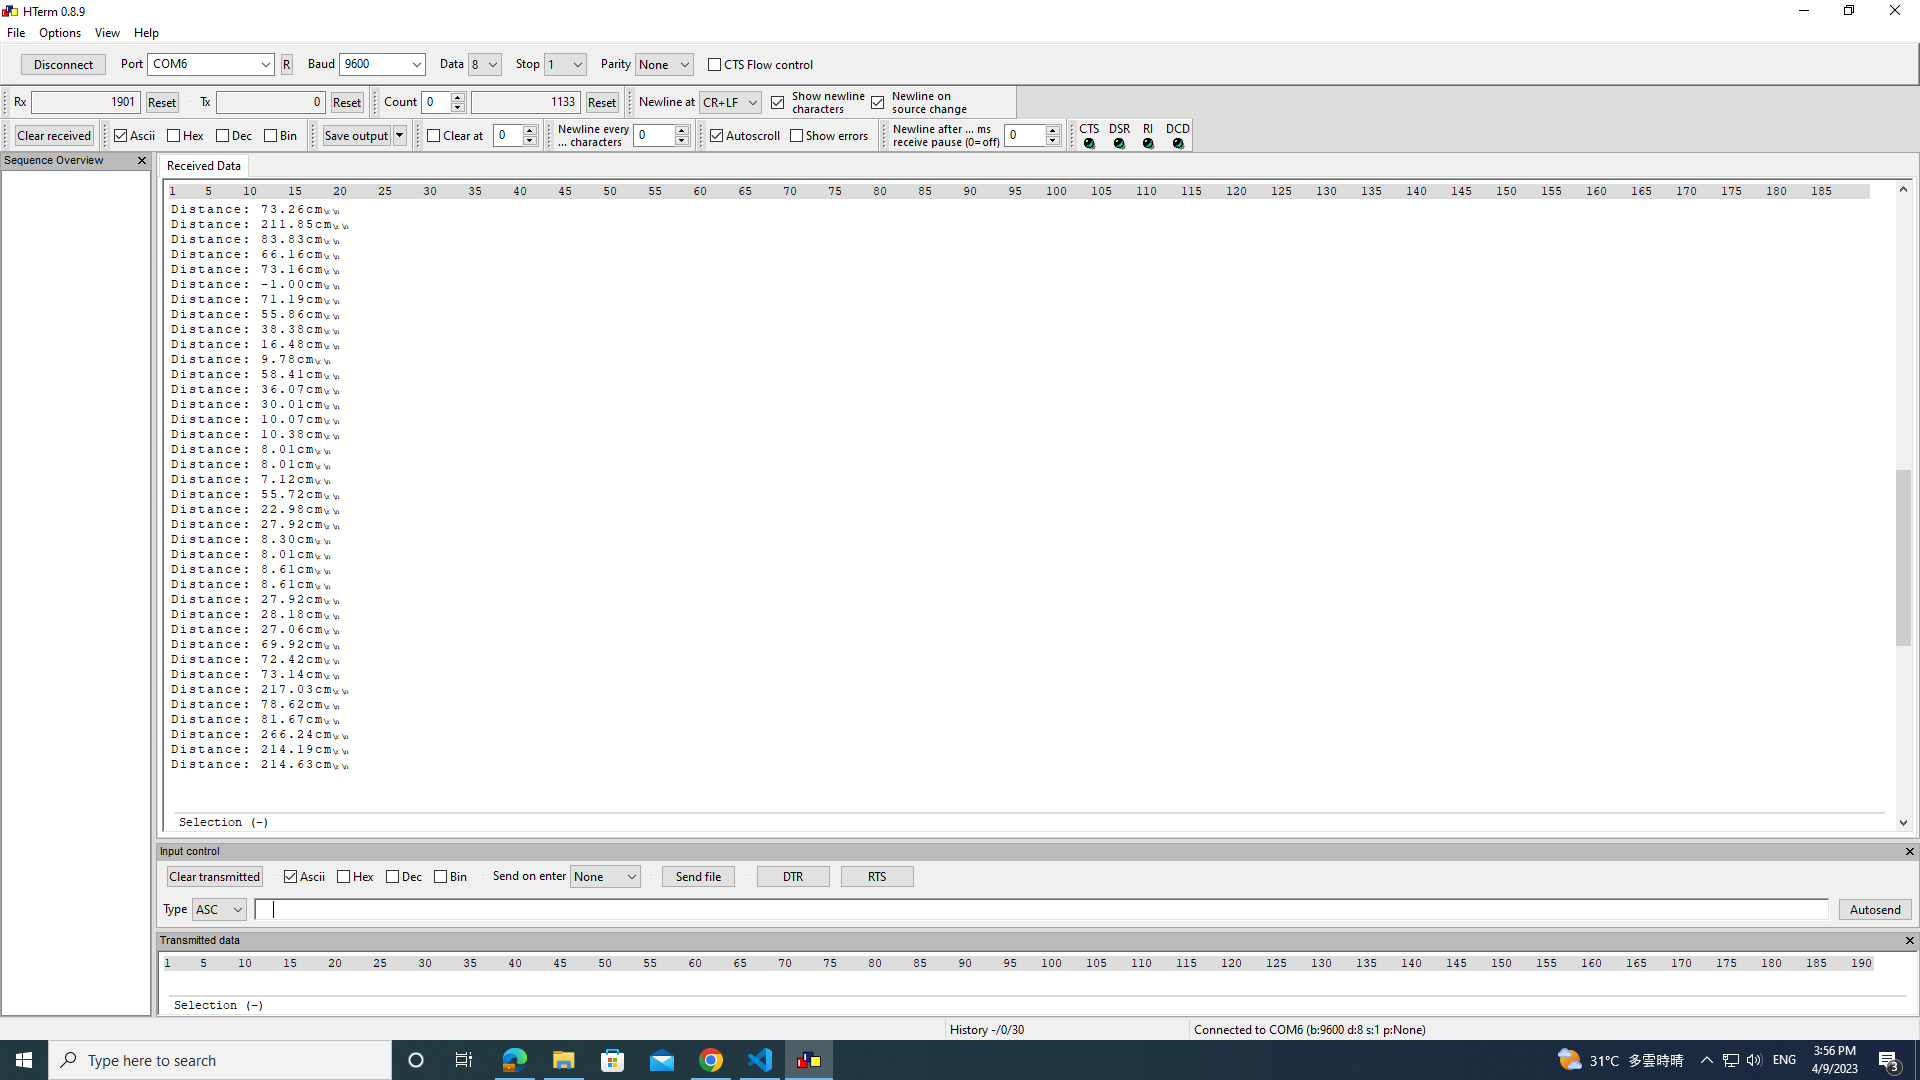 HTerm 0.8.9
File Options View Help
Disconnect Port COM6 R Baud 9600 Data 8 Stop 1 Parity None CTS Flow control
Rx 1901 Reset Tx 0 Reset Count 0 1133 Reset Newline at CR+LF Show newline characters Newline on source change
Clear received Ascii Hex Dec Bin Save output Clear at 0 Newline every ... characters 0 Autoscroll Show errors Newline after ... ms receive pause (0=off) 0 CTS DSR RI DCD
Sequence Overview
Received Data
1 5 10 15 20 25 30 35 40 45 50 55 60 65 70 75 80 85 90 95 100 105 110 115 120 125 130 135 140 145 150 155 160 165 170 175 180 185
Distance: 73.26cm\r\n
Distance: 211.85cm\r\n
Distance: 83.83cm\r\n
Distance: 66.16cm\r\n
Distance: 73.16cm\r\n
Distance: -1.00cm\r\n
Distance: 71.19cm\r\n
Distance: 55.86cm\r\n
Distance: 38.38cm\r\n
Distance: 16.48cm\r\n
Distance: 9.78cm\r\n
Distance: 58.41cm\r\n
Distance: 36.07cm\r\n
Distance: 30.01cm\r\n
Distance: 10.07cm\r\n
Distance: 10.38cm\r\n
Distance: 8.01cm\r\n
Distance: 8.01cm\r\n
Distance: 7.12cm\r\n
Distance: 55.72cm\r\n
Distance: 22.98cm\r\n
Distance: 27.92cm\r\n
Distance: 8.30cm\r\n
Distance: 8.01cm\r\n
Distance: 8.61cm\r\n
Distance: 8.61cm\r\n
Distance: 27.92cm\r\n
Distance: 28.18cm\r\n
Distance: 27.06cm\r\n
Distance: 69.92cm\r\n
Distance: 72.42cm\r\n
Distance: 73.14cm\r\n
Distance: 217.03cm\r\n
Distance: 78.62cm\r\n
Distance: 81.67cm\r\n
Distance: 266.24cm\r\n
Distance: 214.19cm\r\n
Distance: 214.63cm\r\n
Selection (-)
Input control
Clear transmitted Ascii Hex Dec Bin Send on enter None Send file DTR RTS
Type ASC Autosend
Transmitted data
1 5 10 15 20 25 30 35 40 45 50 55 60 65 70 75 80 85 90 95 100 105 110 115 120 125 130 135 140 145 150 155 160 165 170 175 180 185 190
Selection (-)
History -/0/30 Connected to COM6 (b:9600 d:8 s:1 p:None)
Type here to search 31°C 多雲時晴 ENG 3:56 PM
4/9/2023 3